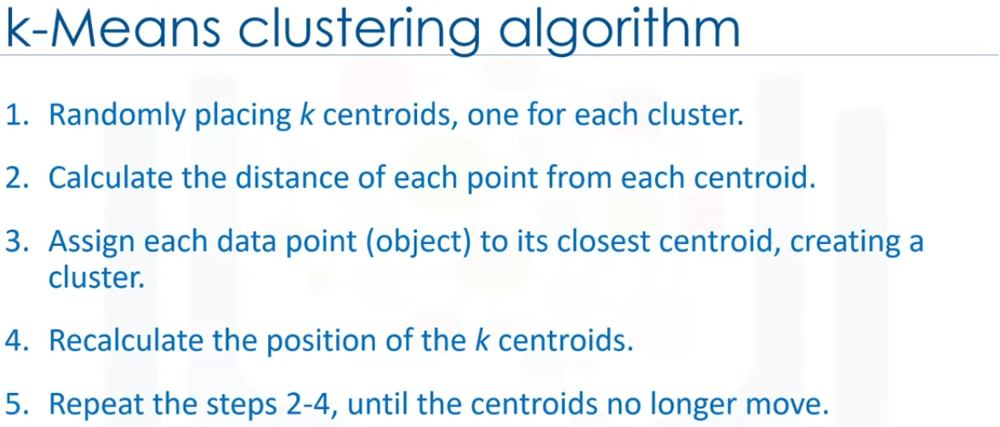 k-Means clustering algorithm
1. Randomly placing k centroids, one for each cluster.
2. Calculate the distance of each point from each centroid.
3. Assign each data point (object) to its closest centroid, creating a
cluster.
4. Recalculate the position of the k centroids.
5. Repeat the steps 2-4, until the centroids no longer move.